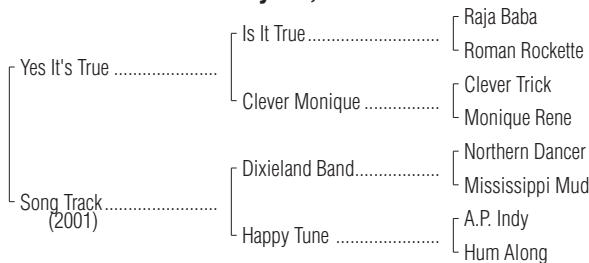 Raja Baba
Is It True
Roman Rockette
Yes It's True
Clever Trick
Clever Monique
Monique Rene
Northern Dancer
Dixieland Band
Mississippi Mud
Song Track
(2001)
A.P. Indy
Happy Tune
Hum Along